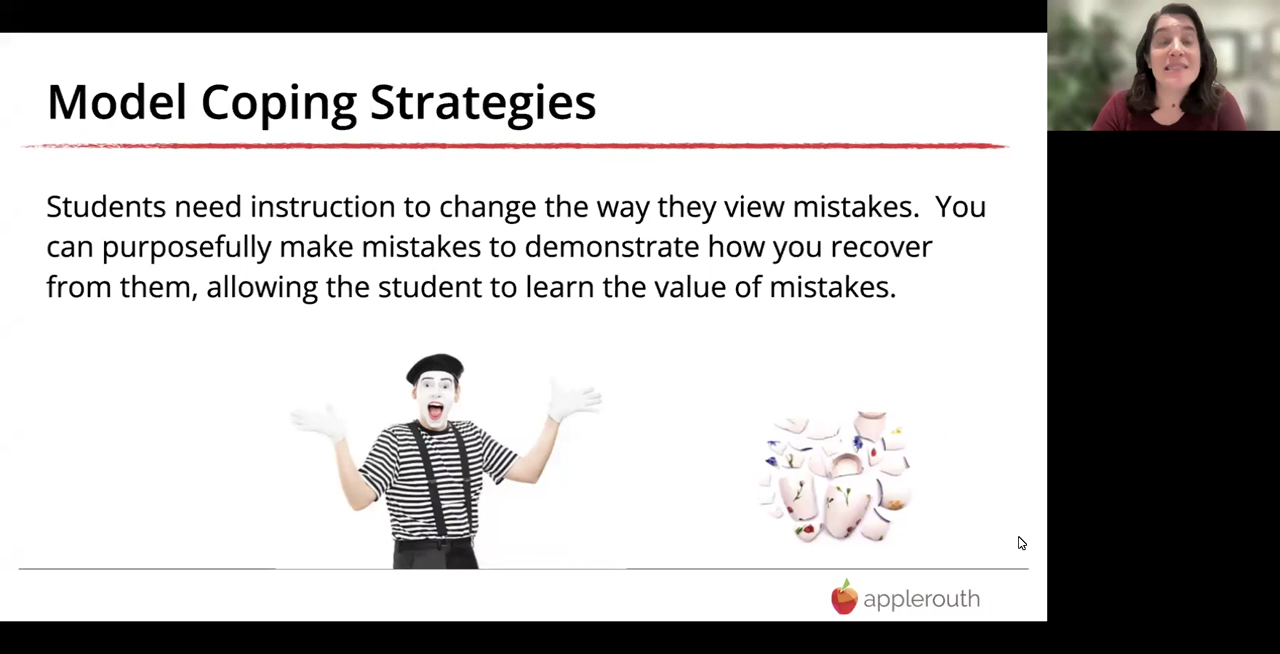 Model Coping Strategies
Students need instruction to change the way they view mistakes.  You
can purposefully make mistakes to demonstrate how you recover
from them, allowing the student to learn the value of mistakes.
applerouth